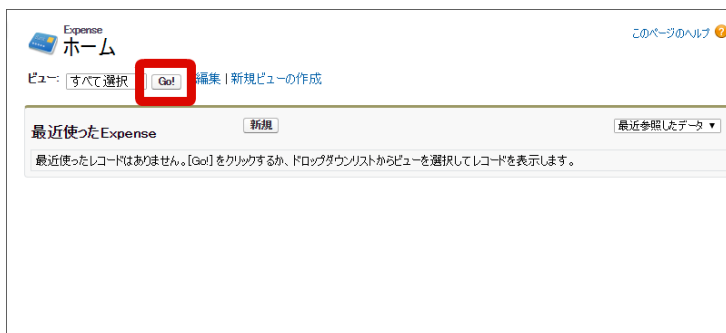 Expense
ホーム
このページのヘルプ
ビュー: すべて選択 Go! 編集 | 新規ビューの作成
最近使ったExpense 新規 最近参照したデータ
最近使ったレコードはありません。[Go!] をクリックするか、ドロップダウンリストからビューを選択してレコードを表示します。